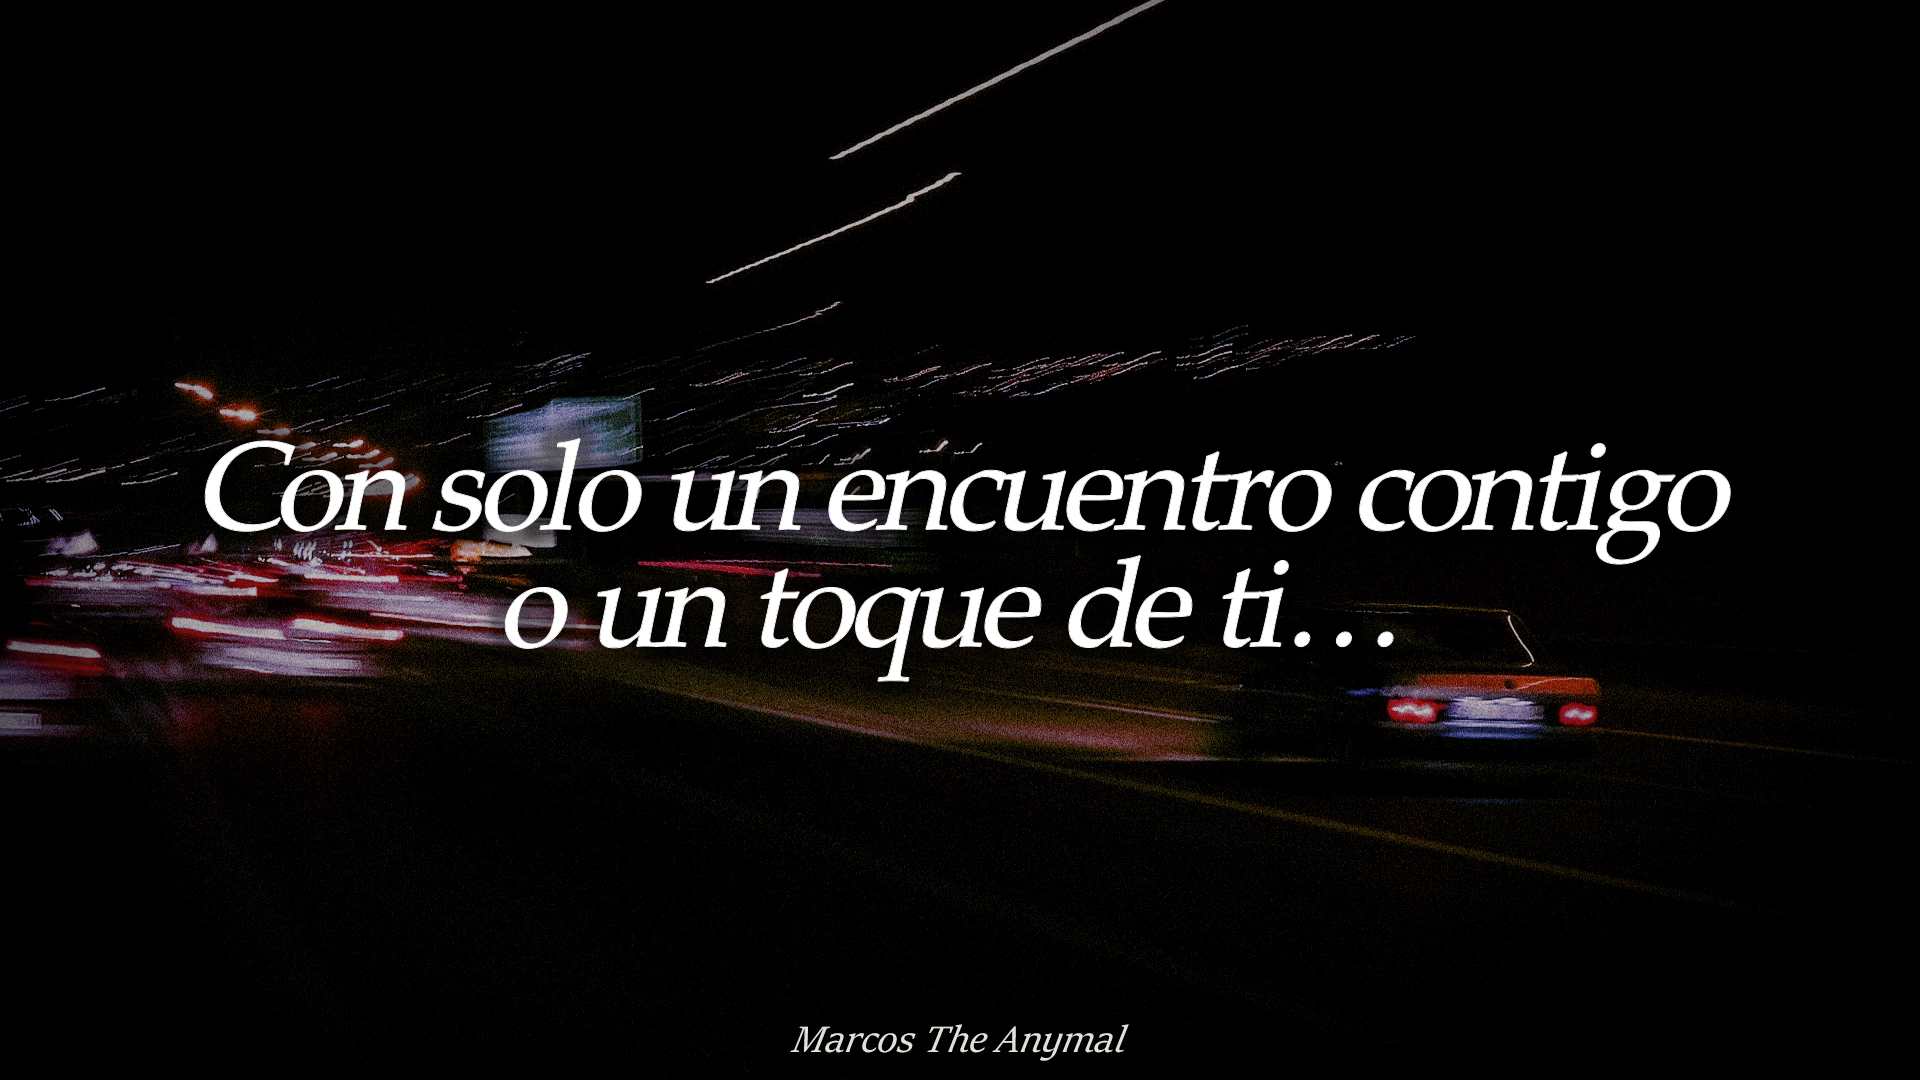 Con solo un encuentro contigo
o un toque de ti…
Marcos The Anymal